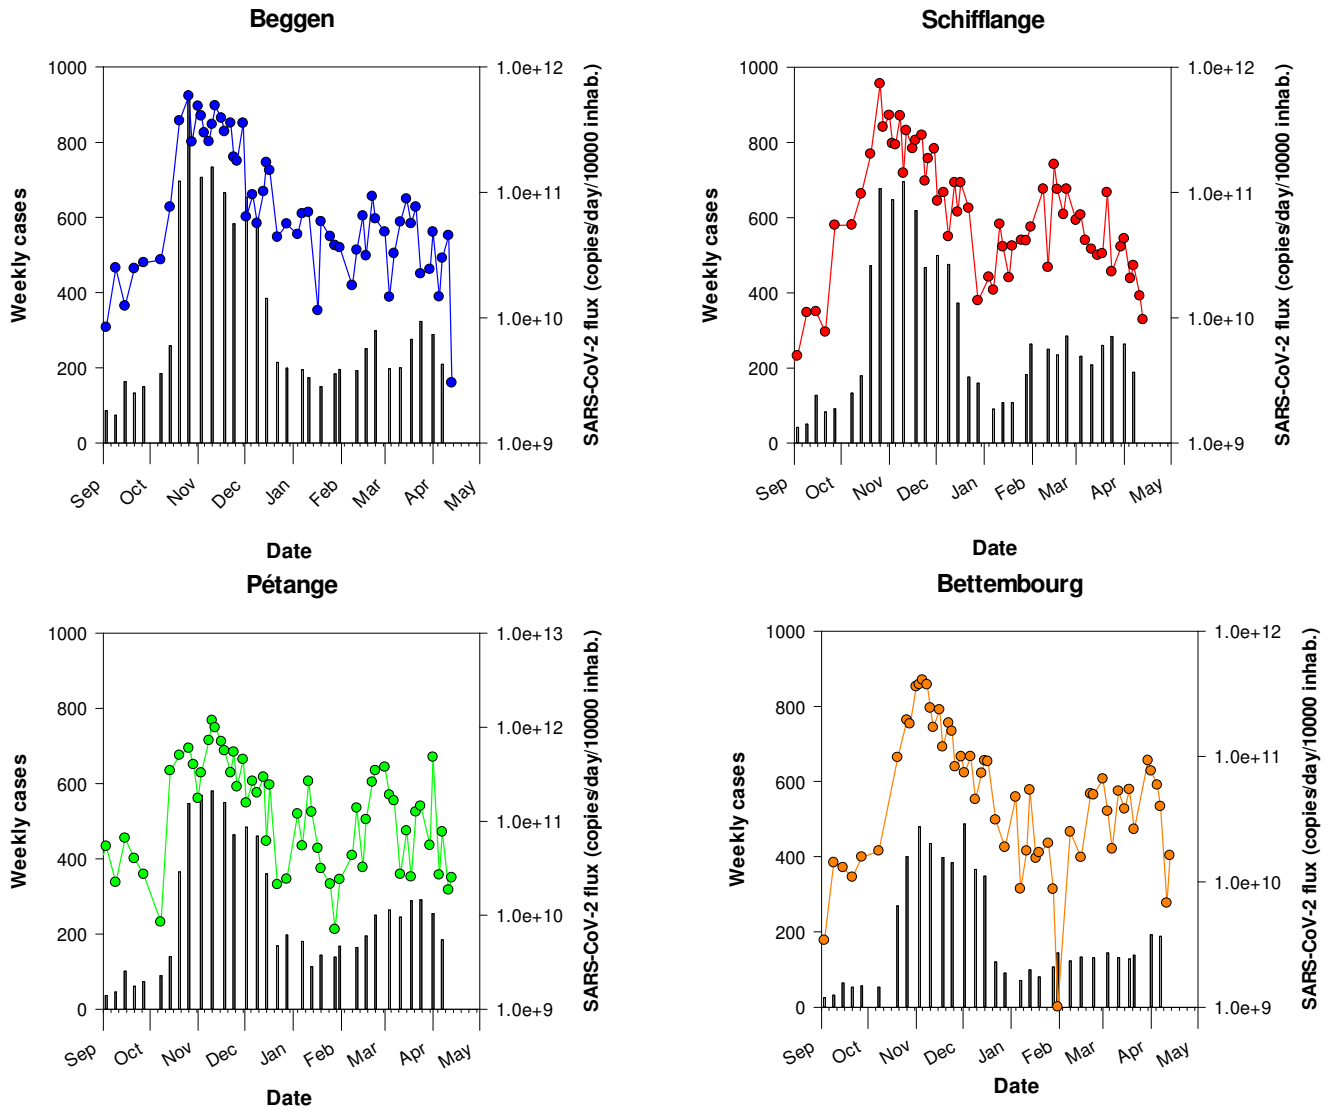 Beggen
1000
800
600
400
200
0
Weekly cases
1.0e+12
1.0e+11
1.0e+10
1.0e+9
SARS-CoV-2 flux (copies/day/10000 inhab.)
Sep Oct Nov Dec Jan Feb Mar Apr May
Date
Schifflange
1000
800
600
400
200
0
Weekly cases
1.0e+12
1.0e+11
1.0e+10
1.0e+9
SARS-CoV-2 flux (copies/day/10000 inhab.)
Sep Oct Nov Dec Jan Feb Mar Apr May
Date
Pétange
1000
800
600
400
200
0
Weekly cases
1.0e+13
1.0e+12
1.0e+11
1.0e+10
1.0e+9
SARS-CoV-2 flux (copies/day/10000 inhab.)
Sep Oct Nov Dec Jan Feb Mar Apr May
Date
Bettembourg
1000
800
600
400
200
0
Weekly cases
1.0e+12
1.0e+11
1.0e+10
1.0e+9
SARS-CoV-2 flux (copies/day/10000 inhab.)
Sep Oct Nov Dec Jan Feb Mar Apr May
Date